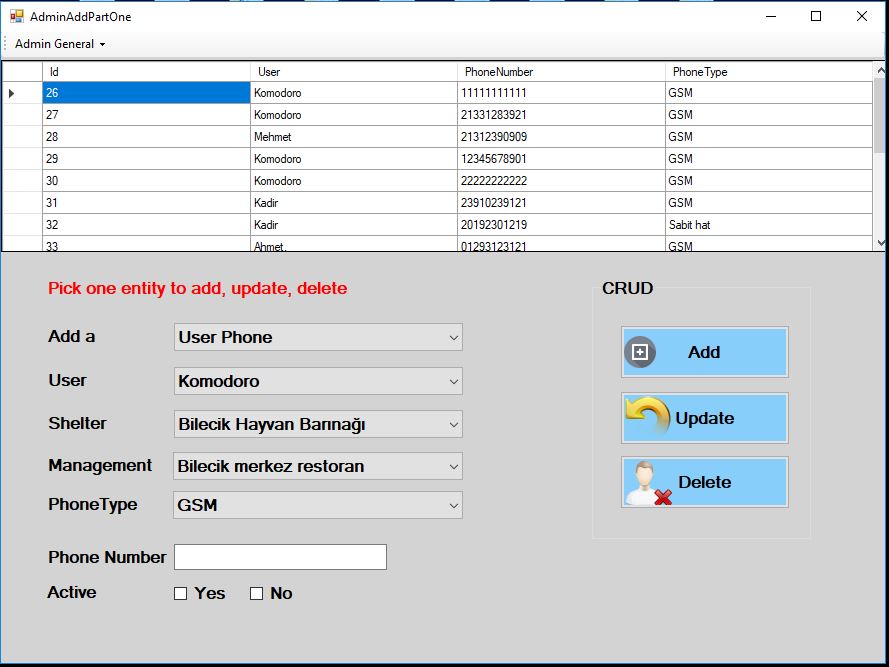 AdminAddPartOne
Admin General
Id User PhoneNumber PhoneType
26 Komodoro 11111111111 GSM
27 Komodoro 21331283921 GSM
28 Mehmet 21312390909 GSM
29 Komodoro 12345678901 GSM
30 Komodoro 22222222222 GSM
31 Kadir 23910239121 GSM
32 Kadir 20192301219 Sabit hat
33 Ahmet. 01293123121 GSM
Pick one entity to add, update, delete
CRUD
Add a User Phone
Add
User Komodoro
Shelter Bilecik Hayvan Barınağı
Update
Management Bilecik merkez restoran
Delete
PhoneType GSM
Phone Number
Active Yes No